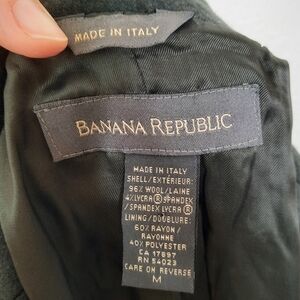 MADE IN ITALY
BANANA REPUBLIC
MADE IN ITALY
SHELL/EXTÉRIEUR:
96% WOOL/LAINE
4%LYCRA® SPANDEX
/SPANDEX LYCRA®
LINING/DOUBLURE:
60% RAYON/
RAYONNE
40% POLYESTER
CA 17897
RN 54023
CARE ON REVERSE
M